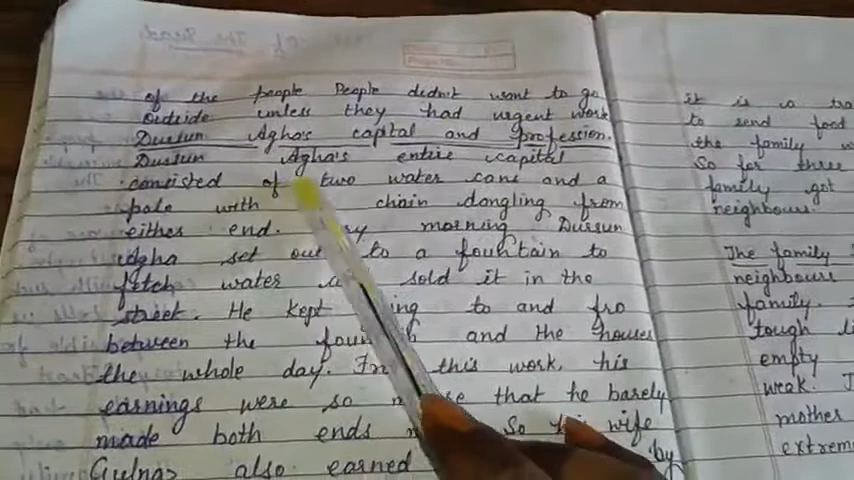 of the people People didn't want to go
outside unless they had urgent work
Dursun Agha's capital and profession.
Dursun Agha's entire capital
consisted of two water cans and a
pole with chain dangling from
either end. morning Dursun
Agha set out to a fountain to
fetch water sold it in the
street. He kept to and fro
between the and the houses
the whole day. In this work, his
earnings were so that he barely
made both ends So his wife
Gulnaz also earned by
it is a
to send food
the family
So for three
family got
neighbour.
The family
neighbours
family.
tough
empty
weak.
mother
extrem